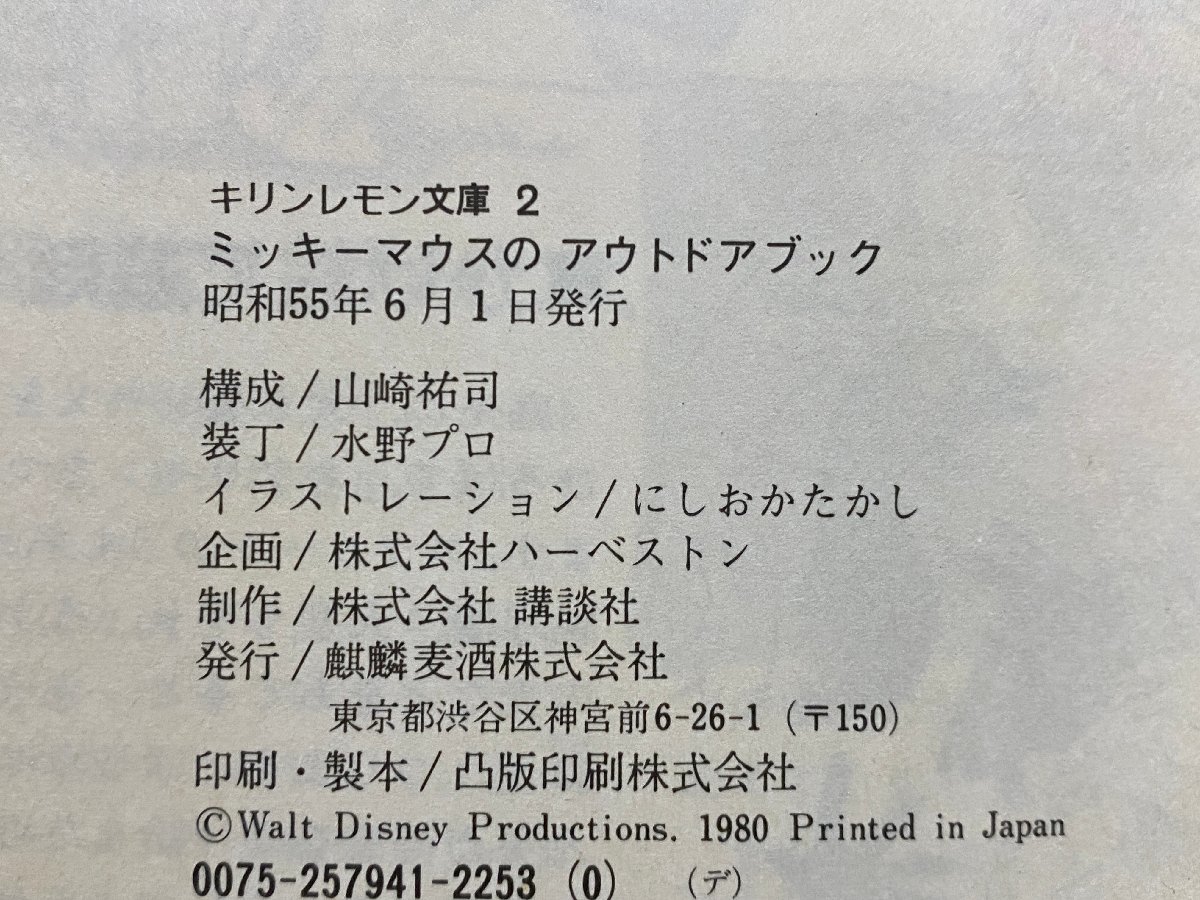 キリンレモン文庫 2
ミッキーマウスの アウトドアブック
昭和55年6月1日発行
構成/山崎祐司
装丁/水野プロ
イラストレーション/にしおかたかし
企画/株式会社ハーベストン
制作/株式会社 講談社
発行/麒麟麦酒株式会社
東京都渋谷区神宮前6-26-1 (〒150)
印刷・製本/凸版印刷株式会社
©Walt Disney Productions. 1980 Printed in Japan
0075-257941-2253 (0) (デ)